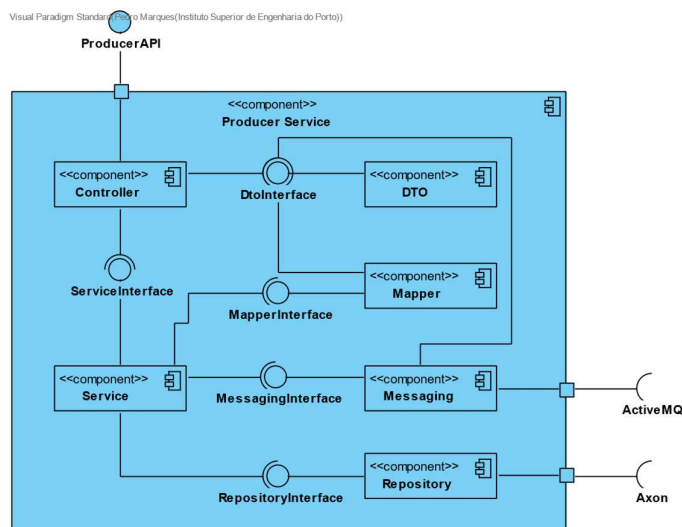 Visual Paradigm Standard(Pedro Marques(Instituto Superior de Engenharia do Porto))
ProducerAPI
<<component>>
Producer Service
<<component>>
Controller
DtoInterface
<<component>>
DTO
ServiceInterface
MapperInterface
<<component>>
Mapper
<<component>>
Service
MessagingInterface
<<component>>
Messaging
ActiveMQ
RepositoryInterface
<<component>>
Repository
Axon